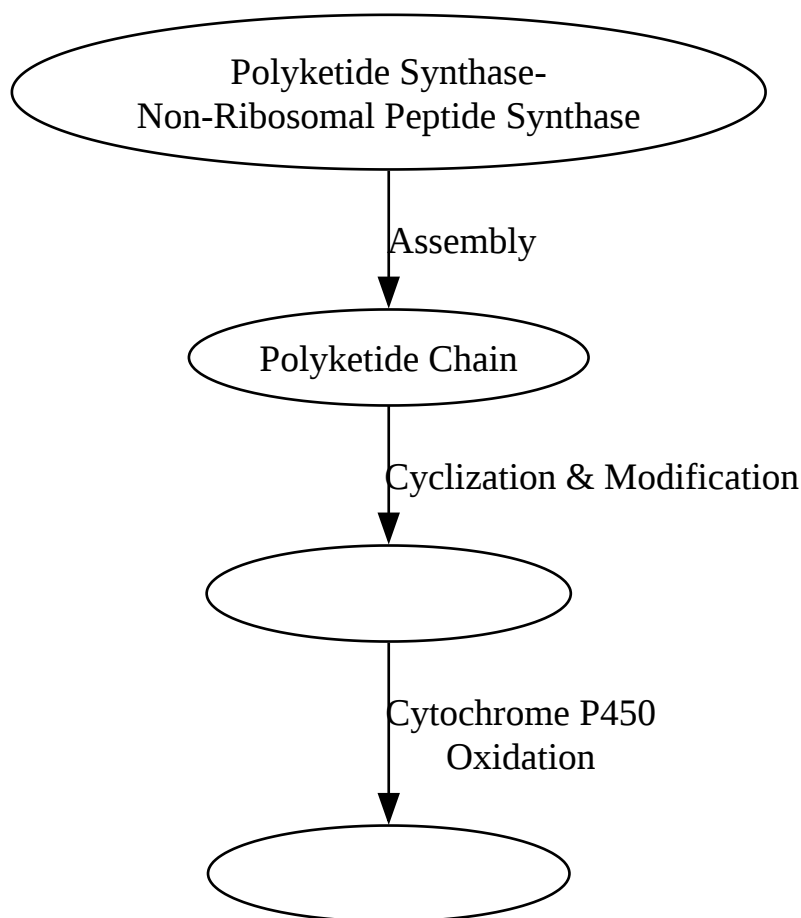 Polyketide Synthase-
Non-Ribosomal Peptide Synthase
Assembly
Polyketide Chain
Cyclization & Modification
Cytochrome P450
Oxidation